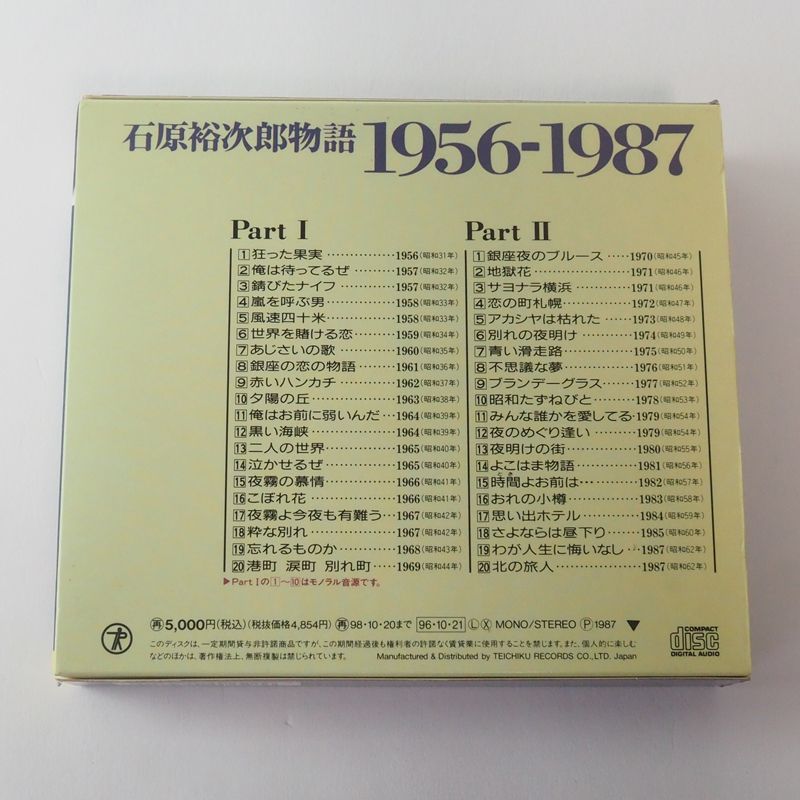 石原裕次郎物語 1956-1987
Part I
1 狂った果実 ……………1956(昭和31年)
2 俺は待ってるぜ ………1957(昭和32年)
3 錆びたナイフ …………1957(昭和32年)
4 嵐を呼ぶ男 ……………1958(昭和33年)
5 風速四十米 ……………1958(昭和33年)
6 世界を賭ける恋 ………1959(昭和34年)
7 あじさいの歌 …………1960(昭和35年)
8 銀座の恋の物語 ………1961(昭和36年)
9 赤いハンカチ …………1962(昭和37年)
10 夕陽の丘 ………………1963(昭和38年)
11 俺はお前に弱いんだ …1964(昭和39年)
12 黒い海峡 ………………1964(昭和39年)
13 二人の世界 ……………1965(昭和40年)
14 泣かせるぜ ……………1965(昭和40年)
15 夜霧の慕情 ……………1966(昭和41年)
16 こぼれ花 ………………1966(昭和41年)
17 夜霧よ今夜も有難う …1967(昭和42年)
18 粋な別れ ………………1967(昭和42年)
19 忘れるものか …………1968(昭和43年)
20 港町 涙町 別れ町 ……1969(昭和44年)
▶Part Iの1〜10はモノラル音源です。
Part II
1 銀座夜のブルース ……1970(昭和45年)
2 地獄花 …………………1971(昭和46年)
3 サヨナラ横浜 …………1971(昭和46年)
4 恋の町札幌 ……………1972(昭和47年)
5 アカシヤは枯れた ……1973(昭和48年)
6 別れの夜明け …………1974(昭和49年)
7 青い滑走路 ……………1975(昭和50年)
8 不思議な夢 ……………1976(昭和51年)
9 ブランデーグラス ……1977(昭和52年)
10 昭和たずねびと ………1978(昭和53年)
11 みんな誰かを愛してる・1979(昭和54年)
12 夜のめぐり逢い ………1979(昭和54年)
13 夜明けの街 ……………1980(昭和55年)
14 よこはま物語 …………1981(昭和56年)
15 時間(とき)よお前は… ………1982(昭和57年)
16 おれの小樽 ……………1983(昭和58年)
17 思い出ホテル …………1984(昭和59年)
18 さよならは昼下り ……1985(昭和60年)
19 わが人生に悔いなし …1987(昭和62年)
20 北の旅人 ………………1987(昭和62年)
再5,000円(税込)(税抜価格4,854円)再98・10・20まで 96・10・21 Ⓛ Ⓧ MONO/STEREO Ⓟ 1987 ▼
COMPACT disc DIGITAL AUDIO
このディスクは、一定期間貸与非許諾商品ですが、この期間経過後も権利者の許諾なく賃貸業に使用することを禁じます。また、個人的に楽しむ
などのほかは、著作権法上、無断複製は禁じられています。 Manufactured & Distributed by TEICHIKU RECORDS CO.,LTD. Japan